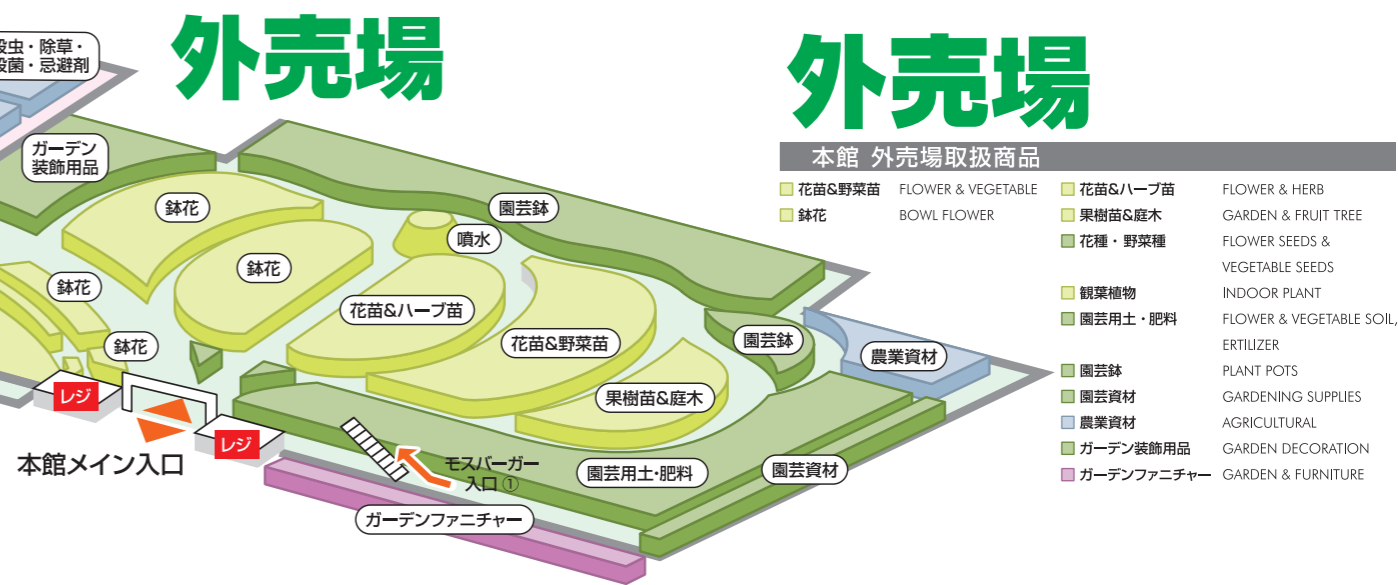 外売場
虫・除草・
菌・忌避剤
ガーデン
装飾用品
鉢花
園芸鉢
噴水
鉢花
鉢花
花苗&ハーブ苗
花苗&野菜苗
園芸鉢
農業資材
鉢花
果樹苗&庭木
レジ
レジ
本館メイン入口
モスバーガー
入口①
園芸用土・肥料
園芸資材
ガーデンファニチャー
外売場
本館 外売場取扱商品
花苗&野菜苗 FLOWER & VEGETABLE
鉢花 BOWL FLOWER
花苗&ハーブ苗 FLOWER & HERB
果樹苗&庭木 GARDEN & FRUIT TREE
花種・野菜種 FLOWER SEEDS &
VEGETABLE SEEDS
観葉植物 INDOOR PLANT
園芸用土・肥料 FLOWER & VEGETABLE SOIL,
ERTILIZER
園芸鉢 PLANT POTS
園芸資材 GARDENING SUPPLIES
農業資材 AGRICULTURAL
ガーデン装飾用品 GARDEN DECORATION
ガーデンファニチャー GARDEN & FURNITURE